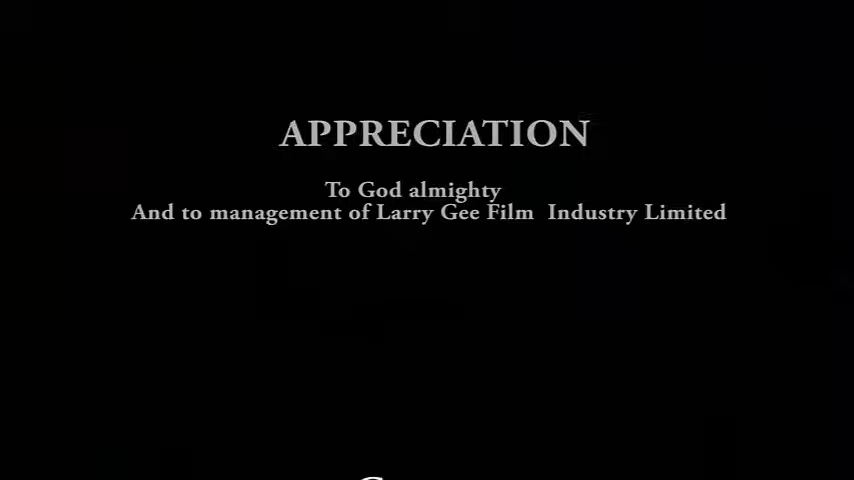 APPRECIATION
To God almighty
And to management of Larry Gee Film Industry Limited